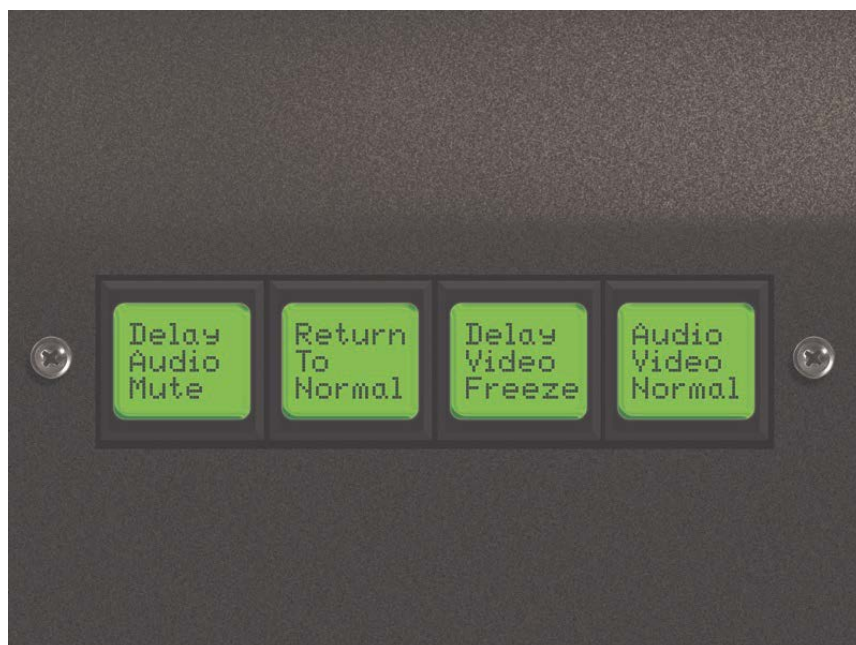 Delay
Audio
Mute
Return
To
Normal
Delay
Video
Freeze
Audio
Video
Normal